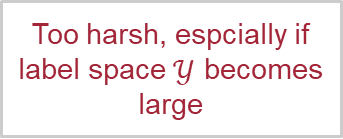 Too harsh, espcially if
label space 𝒴 becomes
large